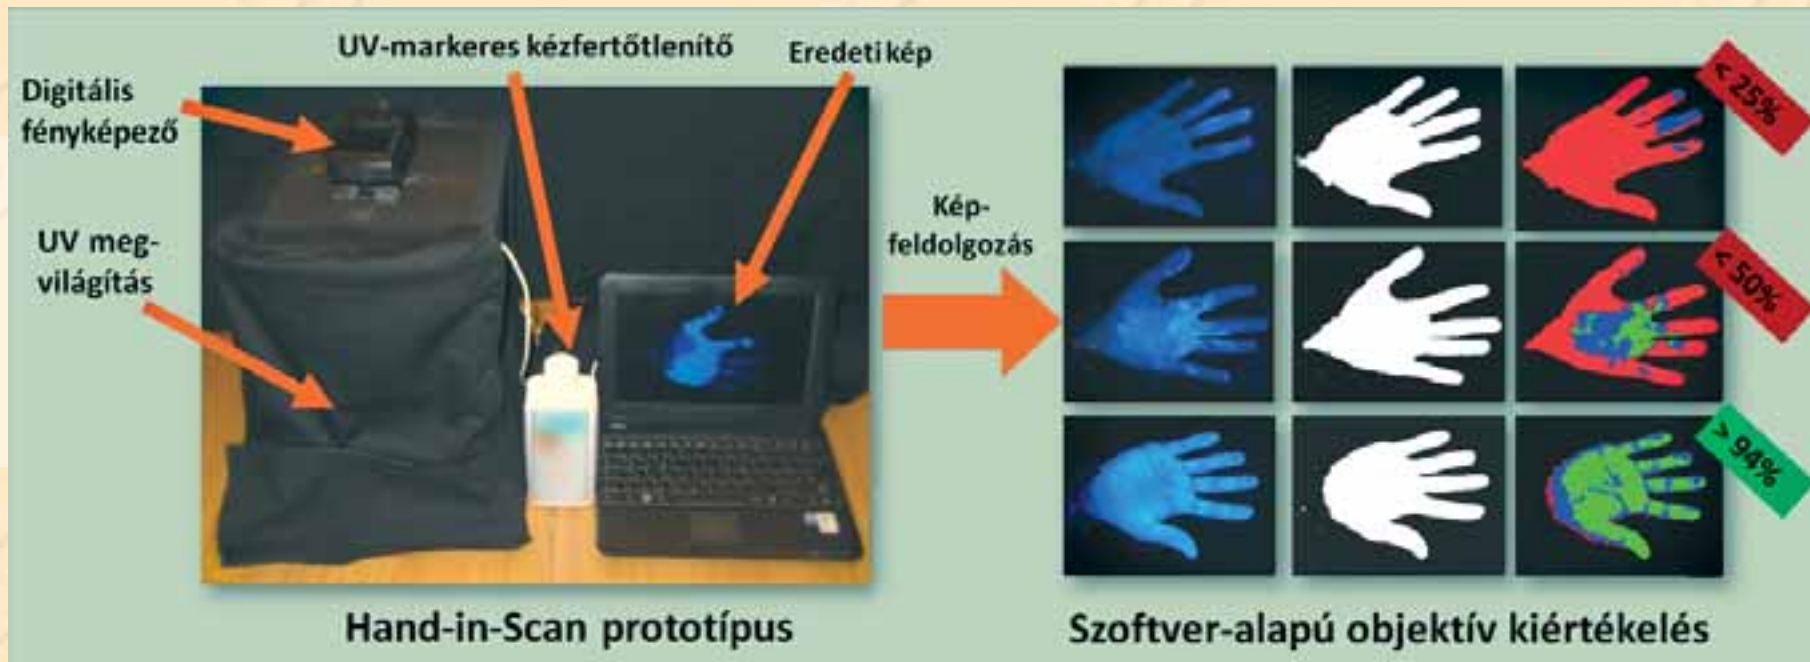 UV-markeres kézfertőtlenítő
Eredeti kép
Digitális
fényképező
UV meg-
világítás
Kép-
feldolgozás
< 25%
< 50%
> 94%
Hand-in-Scan prototípus
Szoftver-alapú objektív kiértékelés